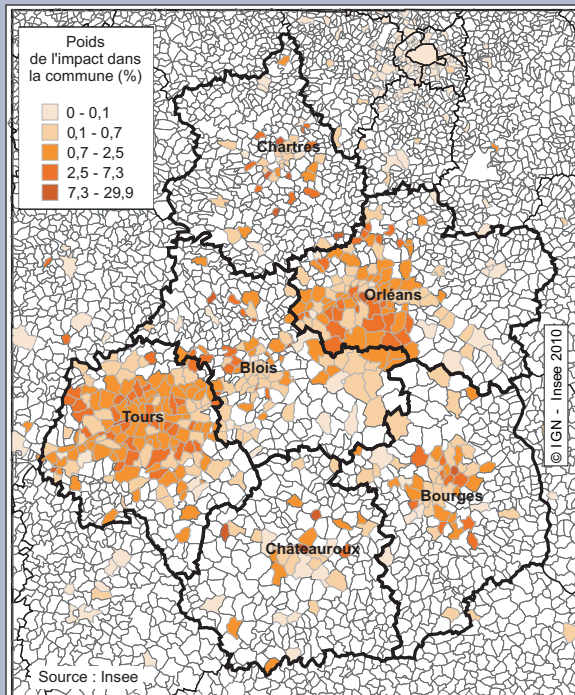 Poids
de l'impact dans
la commune (%)
0 - 0,1
0,1 - 0,7
0,7 - 2,5
2,5 - 7,3
7,3 - 29,9
Chartres
Orléans
Blois
Tours
Bourges
Châteauroux
© IGN - Insee 2010
Source : Insee